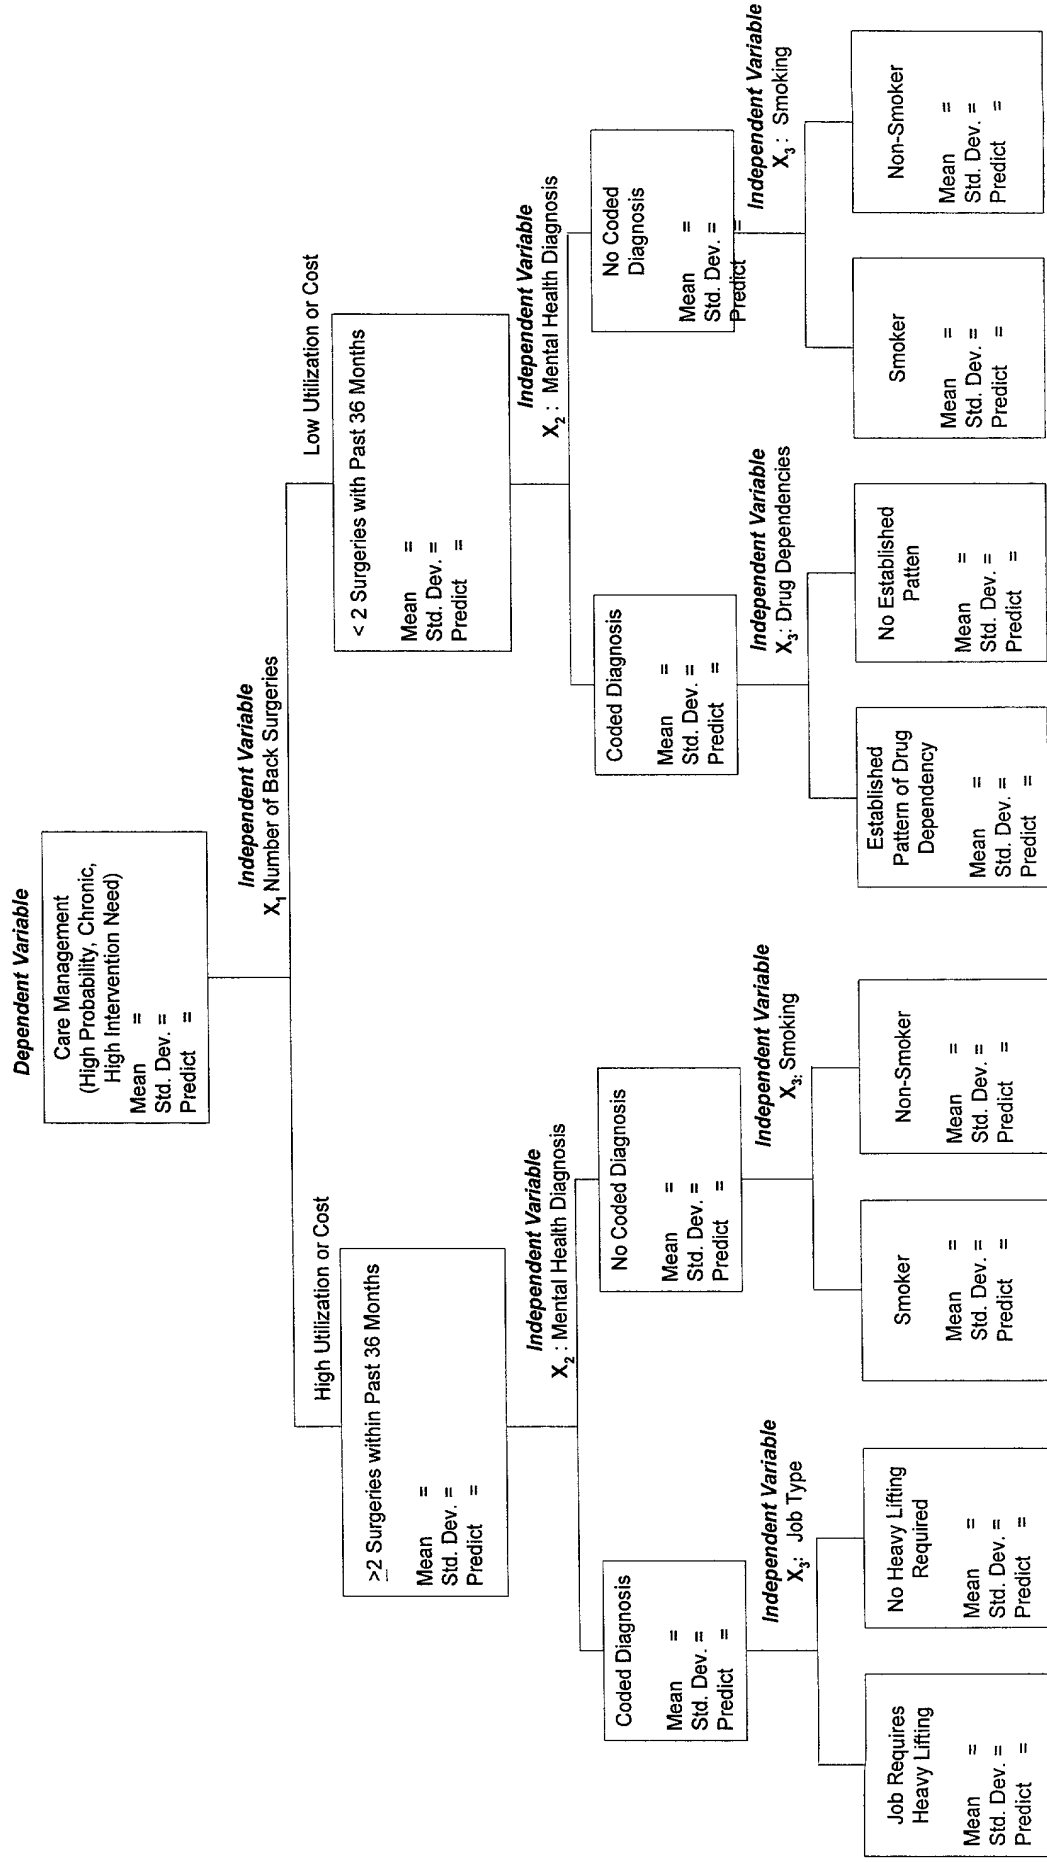 Dependent Variable
Care Management
(High Probability, Chronic,
High Intervention Need)
Mean =
Std. Dev. =
Predict =
Independent Variable
X1 Number of Back Surgeries
High Utilization or Cost
Low Utilization or Cost
>2 Surgeries within Past 36 Months
Mean =
Std. Dev. =
Predict =
< 2 Surgeries with Past 36 Months
Mean =
Std. Dev. =
Predict =
Independent Variable
X2 : Mental Health Diagnosis
Independent Variable
X2 : Mental Health Diagnosis
Coded Diagnosis
Mean =
Std. Dev. =
Predict =
No Coded Diagnosis
Mean =
Std. Dev. =
Predict =
Coded Diagnosis
Mean =
Std. Dev. =
Predict =
No Coded
Diagnosis
Mean =
Std. Dev. =
Predict =
Independent Variable
X3: Job Type
Independent Variable
X3: Smoking
Independent Variable
X3: Drug Dependencies
Independent Variable
X3 : Smoking
Job Requires
Heavy Lifting
Mean =
Std. Dev. =
Predict =
No Heavy Lifting
Required
Mean =
Std. Dev. =
Predict =
Smoker
Mean =
Std. Dev. =
Predict =
Non-Smoker
Mean =
Std. Dev. =
Predict =
Established
Pattern of Drug
Dependency
Mean =
Std. Dev. =
Predict =
No Established
Patten
Mean =
Std. Dev. =
Predict =
Smoker
Mean =
Std. Dev. =
Predict =
Non-Smoker
Mean =
Std. Dev. =
Predict =